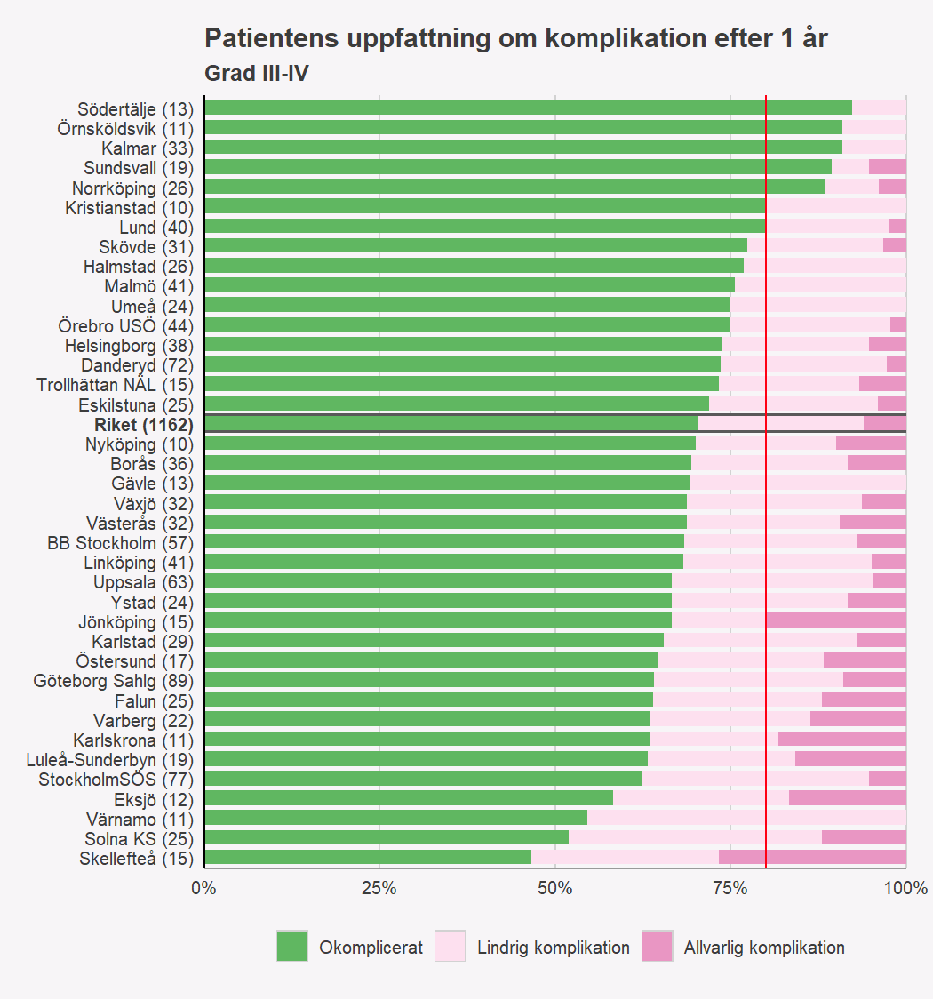 Patientens uppfattning om komplikation efter 1 år
Grad III-IV
Södertälje (13)
Örnsköldsvik (11)
Kalmar (33)
Sundsvall (19)
Norrköping (26)
Kristianstad (10)
Lund (40)
Skövde (31)
Halmstad (26)
Malmö (41)
Umeå (24)
Örebro USÖ (44)
Helsingborg (38)
Danderyd (72)
Trollhättan NÄL (15)
Eskilstuna (25)
Riket (1162)
Nyköping (10)
Borås (36)
Gävle (13)
Växjö (32)
Västerås (32)
BB Stockholm (57)
Linköping (41)
Uppsala (63)
Ystad (24)
Jönköping (15)
Karlstad (29)
Östersund (17)
Göteborg Sahlg (89)
Falun (25)
Varberg (22)
Karlskrona (11)
Luleå-Sunderbyn (19)
StockholmSÖS (77)
Eksjö (12)
Värnamo (11)
Solna KS (25)
Skellefteå (15)
0% 25% 50% 75% 100%
Okomplicerat Lindrig komplikation Allvarlig komplikation